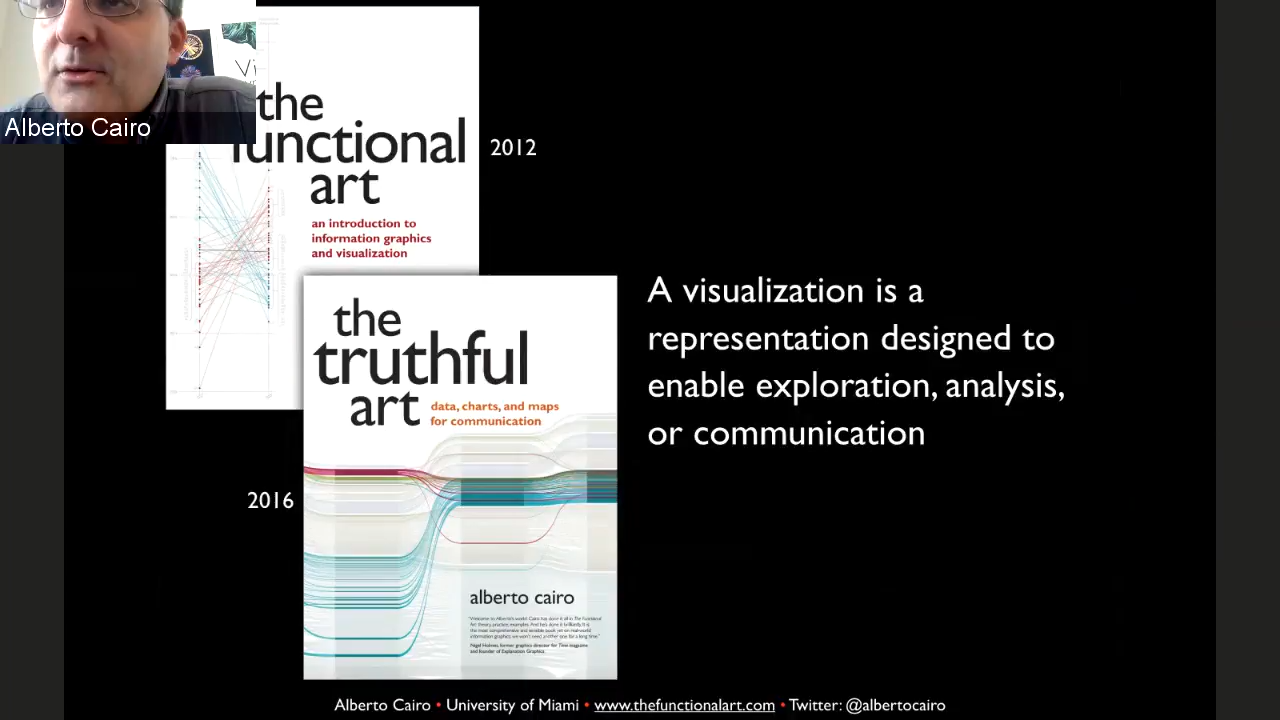 Alberto Cairo
the
functional
art
2012
an introduction to
information graphics
and visualization
the
truthful
art
data, charts, and maps
for communication
2016
alberto cairo
A visualization is a
representation designed to
enable exploration, analysis,
or communication
Alberto Cairo • University of Miami • www.thefunctionalart.com • Twitter: @albertocairo